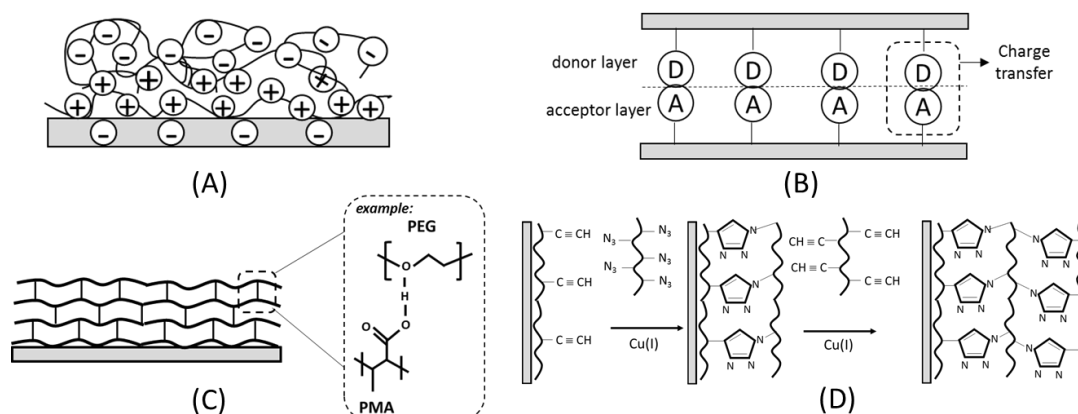 donor layer
acceptor layer
D D D D
A A A A
Charge
transfer
(A)
(B)
example:
PEG
O
H
O
O
PMA
(C)
C ≡ CH
C ≡ CH
C ≡ CH
N₃
N₃
N₃
N₃
N₃
Cu(I)
N
N N
N
N N
N
N N
C ≡ CH
CH ≡ C
CH ≡ C
C ≡ CH
Cu(I)
N
N N
N
N N
N
N N
N
N N
N
N N
N
N N
(D)